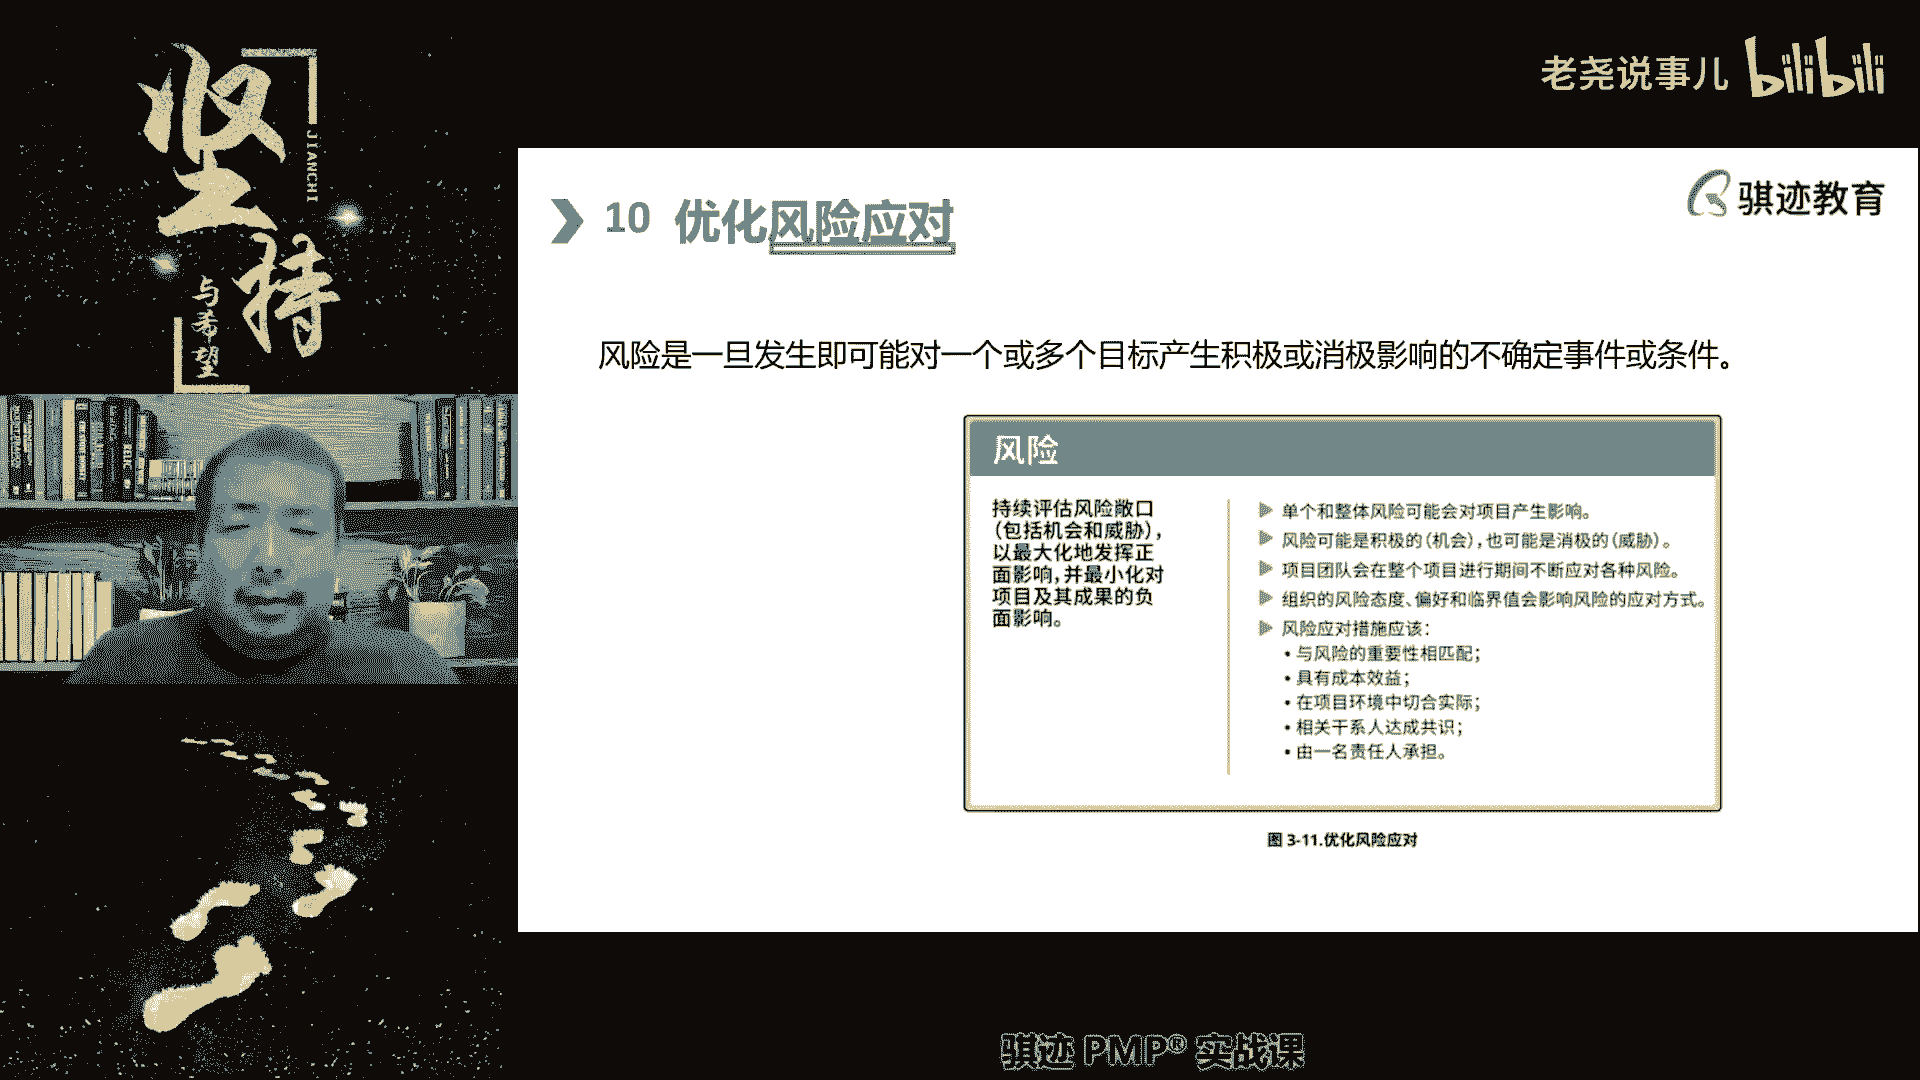 坚持
JIANCHI
与希望
老尧说事儿 bilibili
骐迹教育
10 优化风险应对
风险是一旦发生即可能对一个或多个目标产生积极或消极影响的不确定事件或条件。
风险
持续评估风险敞口
（包括机会和威胁），
以最大化地发挥正
面影响，并最小化对
项目及其成果的负
面影响。
单个和整体风险可能会对项目产生影响。
风险可能是积极的（机会），也可能是消极的（威胁）。
项目团队会在整个项目进行期间不断应对各种风险。
组织的风险态度、偏好和临界值会影响风险的应对方式。
风险应对措施应该：
• 与风险的重要性相匹配；
• 具有成本效益；
• 在项目环境中切合实际；
• 相关干系人达成共识；
• 由一名责任人承担。
图 3-11.优化风险应对
骐迹 PMP® 实战课